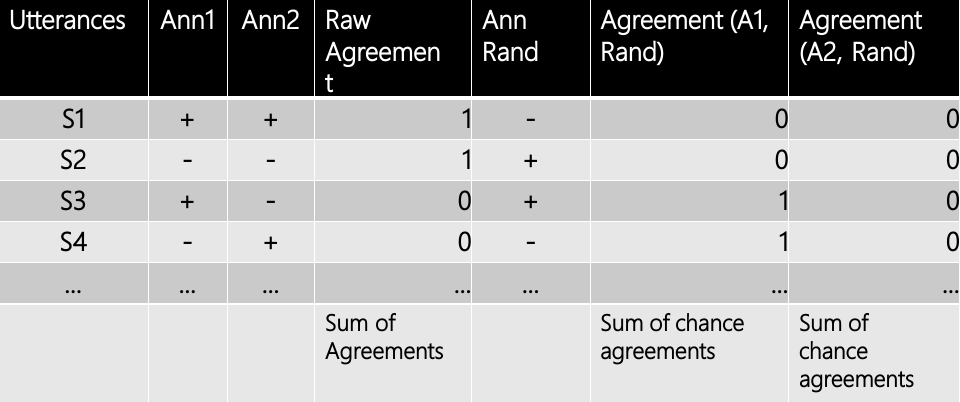 Utterances Ann1 Ann2 Raw Agreemen t Ann Rand Agreement (A1, Rand) Agreement (A2, Rand)
S1 + + 1 - 0 0
S2 - - 1 + 0 0
S3 + - 0 + 1 0
S4 - + 0 - 1 0
... ... ... ... ... ... ...
Sum of Agreements Sum of chance agreements Sum of chance agreements